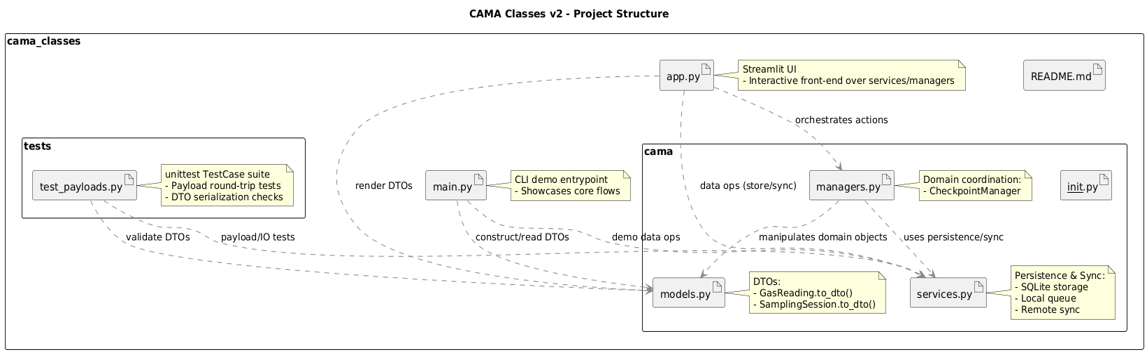 CAMA Classes v2 - Project Structure
cama_classes
app.py
Streamlit UI
- Interactive front-end over services/managers
README.md
orchestrates actions
tests
test_payloads.py
unittest TestCase suite
- Payload round-trip tests
- DTO serialization checks
render DTOs
main.py
CLI demo entrypoint
- Showcases core flows
cama
data ops (store/sync)
managers.py
Domain coordination:
- CheckpointManager
init.py
validate DTOs
payload/IO tests
construct/read DTOs
demo data ops
manipulates domain objects
uses persistence/sync
models.py
DTOs:
- GasReading.to_dto()
- SamplingSession.to_dto()
services.py
Persistence & Sync:
- SQLite storage
- Local queue
- Remote sync